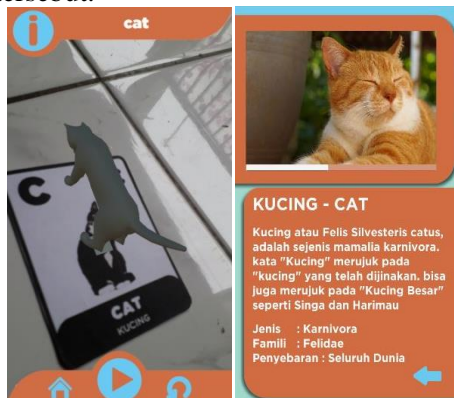 cat
C
CAT
KUCING
KUCING - CAT
Kucing atau Felis Silvesteris catus,
adalah sejenis mamalia karnivora.
kata "Kucing" merujuk pada
"kucing" yang telah dijinakan. bisa
juga merujuk pada "Kucing Besar"
seperti Singa dan Harimau
Jenis : Karnivora
Famili : Felidae
Penyebaran : Seluruh Dunia